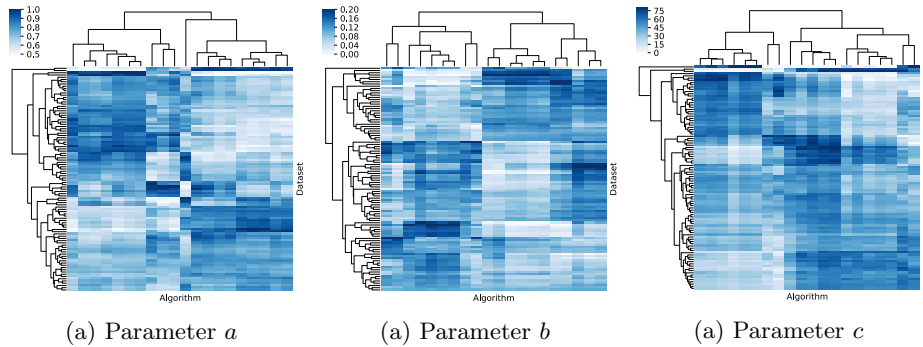 1.0
0.9
0.8
0.7
0.6
0.5
Dataset
Algorithm
(a) Parameter a
0.20
0.16
0.12
0.08
0.04
0.00
Dataset
Algorithm
(a) Parameter b
75
60
45
30
15
0
Algorithm
(a) Parameter c